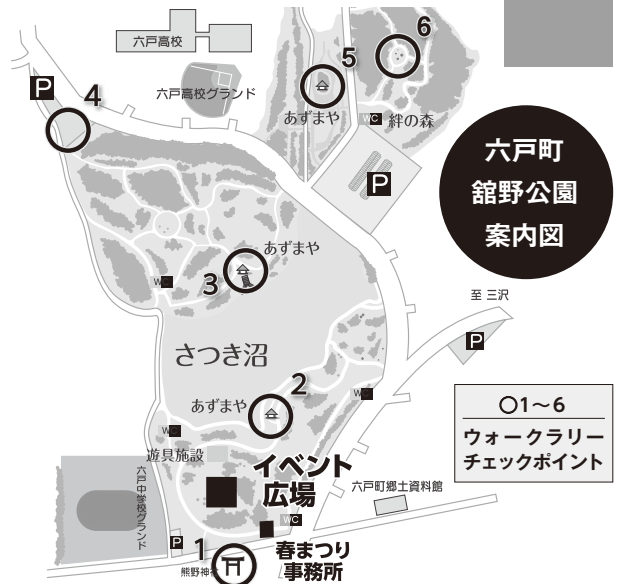 六戸高校
六戸高校グランド
P
4
5
6
あずまや
WC
絆の森
P
六戸町
舘野公園
案内図
あずまや
3
WC
至 三沢
P
さつき沼
2
あずまや
WC
WC
○1〜6
ウォークラリー
チェックポイント
遊具施設
イベント
広場
六戸中学校グランド
六戸町郷土資料館
WC
P
1
熊野神社
春まつり
事務所